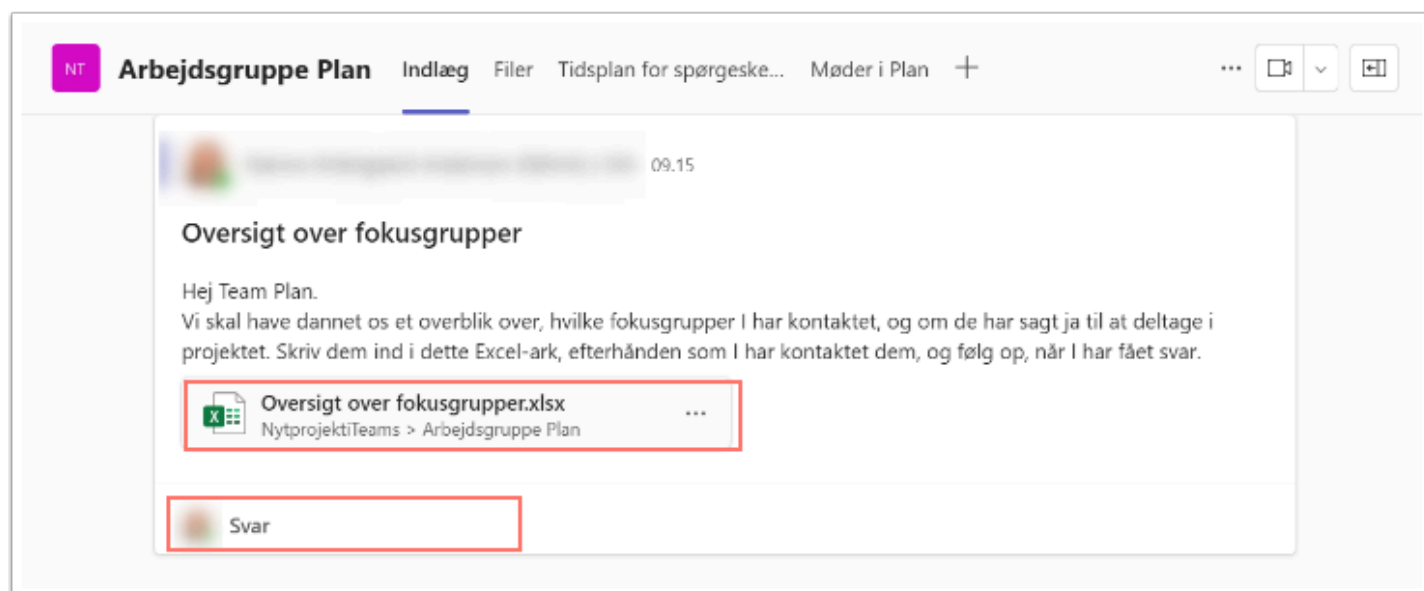 NT Arbejdsgruppe Plan Indlæg Filer Tidsplan for spørgeske... Møder i Plan
09.15
Oversigt over fokusgrupper
Hej Team Plan.
Vi skal have dannet os et overblik over, hvilke fokusgrupper I har kontaktet, og om de har sagt ja til at deltage i
projektet. Skriv dem ind i dette Excel-ark, efterhånden som I har kontaktet dem, og følg op, når I har fået svar.
Oversigt over fokusgrupper.xlsx
NytprojektiTeams > Arbejdsgruppe Plan
Svar